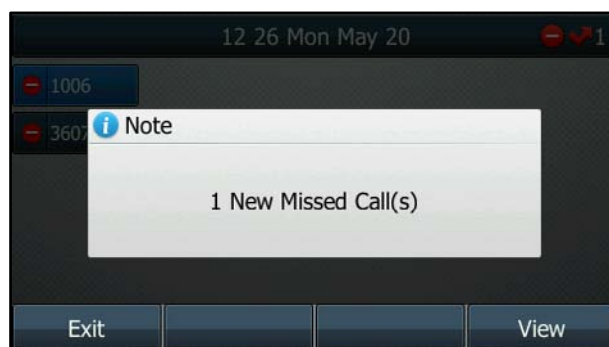 12 26 Mon May 20
1
1006
3607
Note
1 New Missed Call(s)
Exit
View